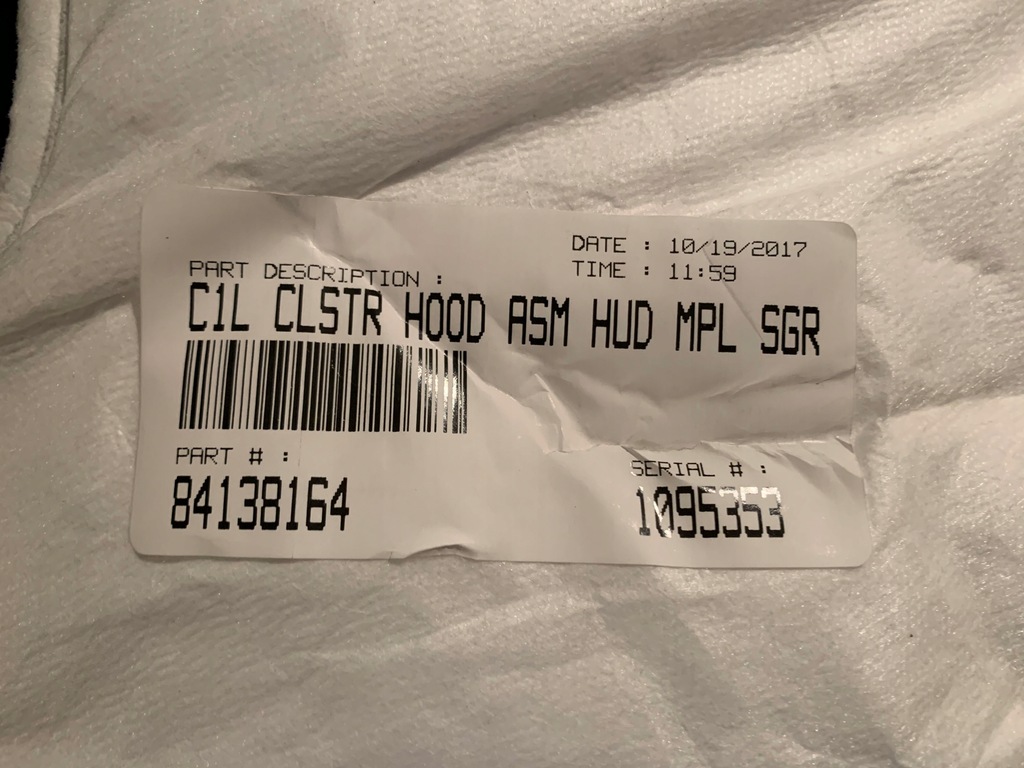 DATE : 10/19/2017
TIME : 11:59
PART DESCRIPTION :
C1L CLSTR HOOD ASM HUD MPL SGR
PART # :
84138164
SERIAL # :
1095353